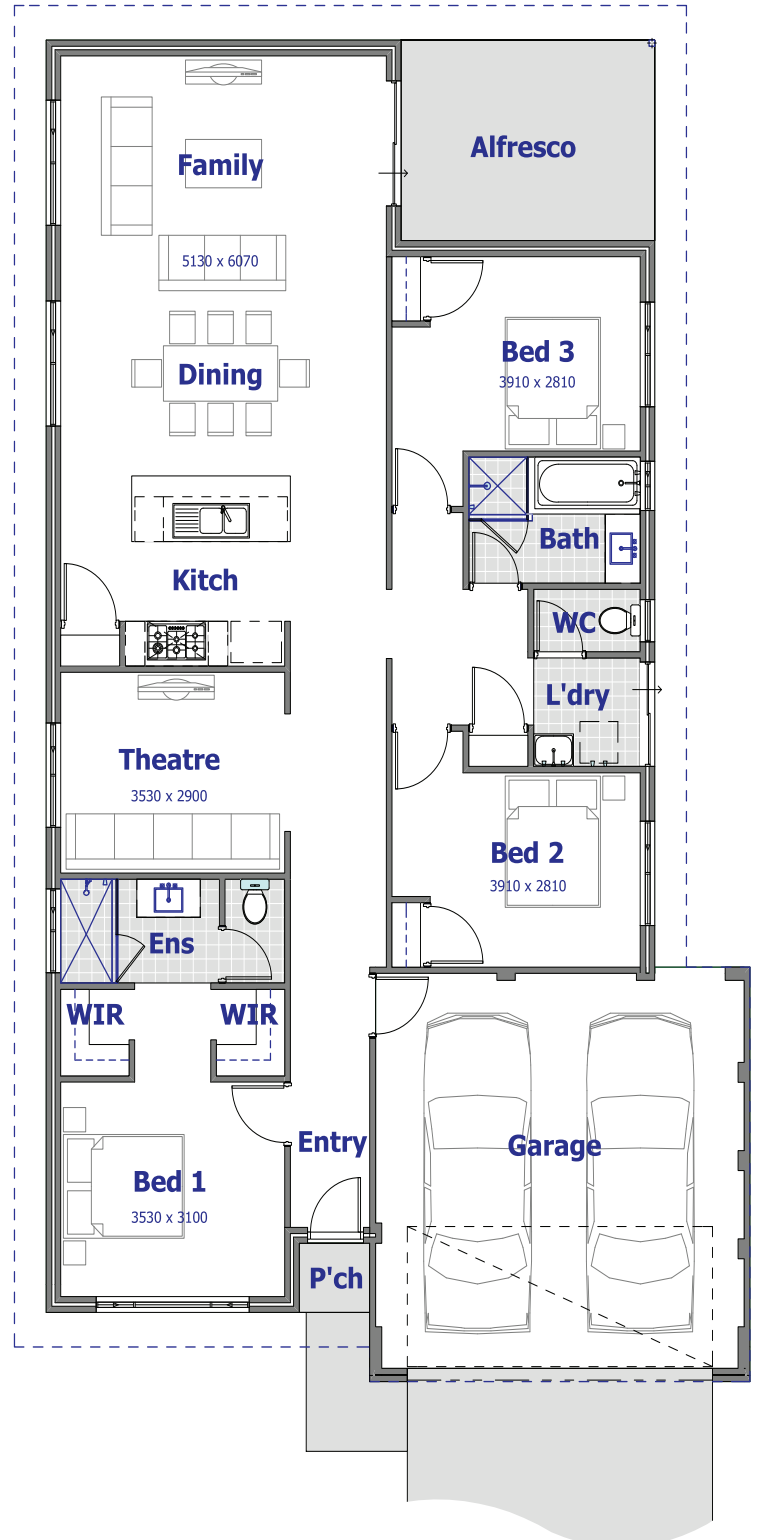 Alfresco
Family
5130 x 6070
Bed 3
3910 x 2810
Dining
Bath
Kitch
WC
L'dry
Theatre
3530 x 2900
Bed 2
3910 x 2810
Ens
WIR
WIR
Entry
Garage
Bed 1
3530 x 3100
P'ch